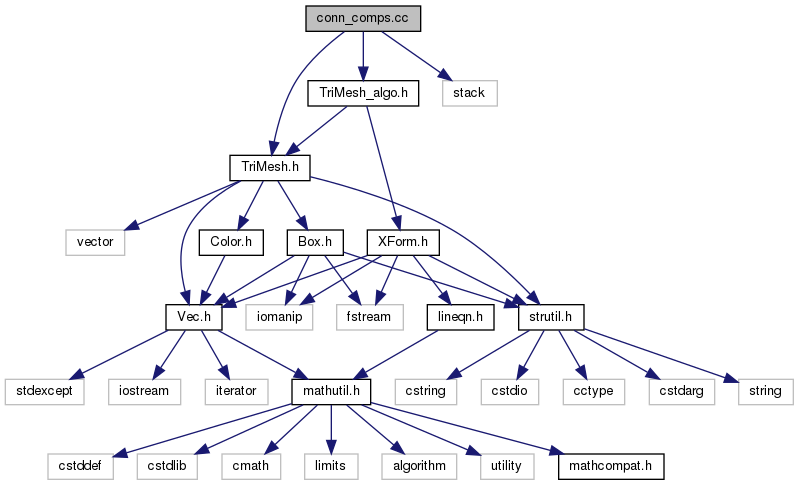 conn_comps.cc
TriMesh_algo.h
stack
TriMesh.h
vector
Color.h
Box.h
XForm.h
Vec.h
iomanip
fstream
lineqn.h
strutil.h
stdexcept
iostream
iterator
mathutil.h
cstring
cstdio
cctype
cstdarg
string
cstddef
cstdlib
cmath
limits
algorithm
utility
mathcompat.h